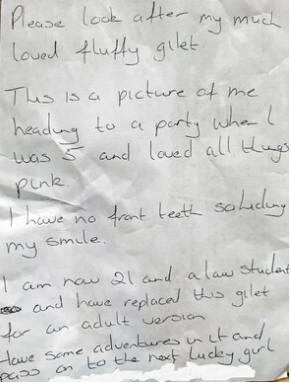 Please look after my much
loved fluffy gilet
This is a picture of me
heading to a party when I
was 5 and loved all things
pink.
I have no front teeth so hiding
my smile.
I am now 21 and a law student
and have replaced this gilet
for an adult version
Have some adventures in it and
pass on to the next lucky girl